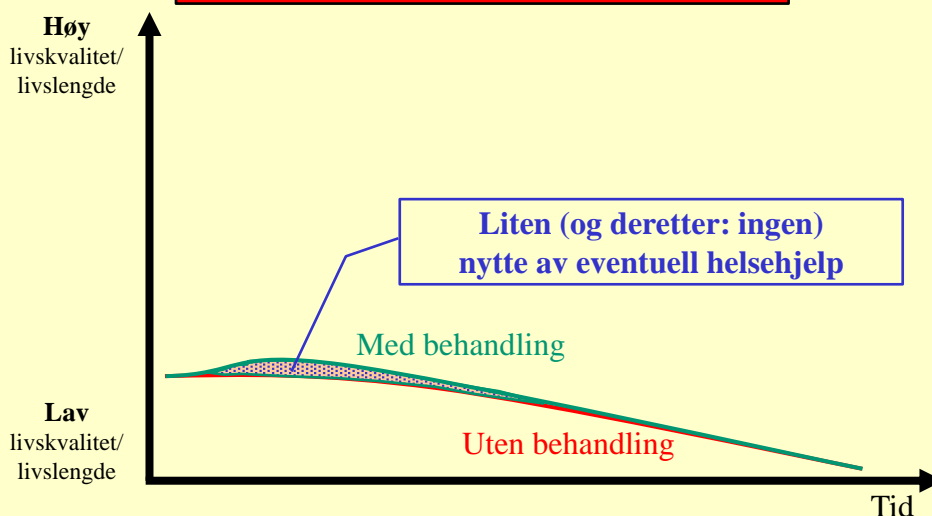 Høy
livskvalitet/
livslengde
Liten (og deretter: ingen)
nytte av eventuell helsehjelp
Med behandling
Lav
livskvalitet/
livslengde
Uten behandling
Tid